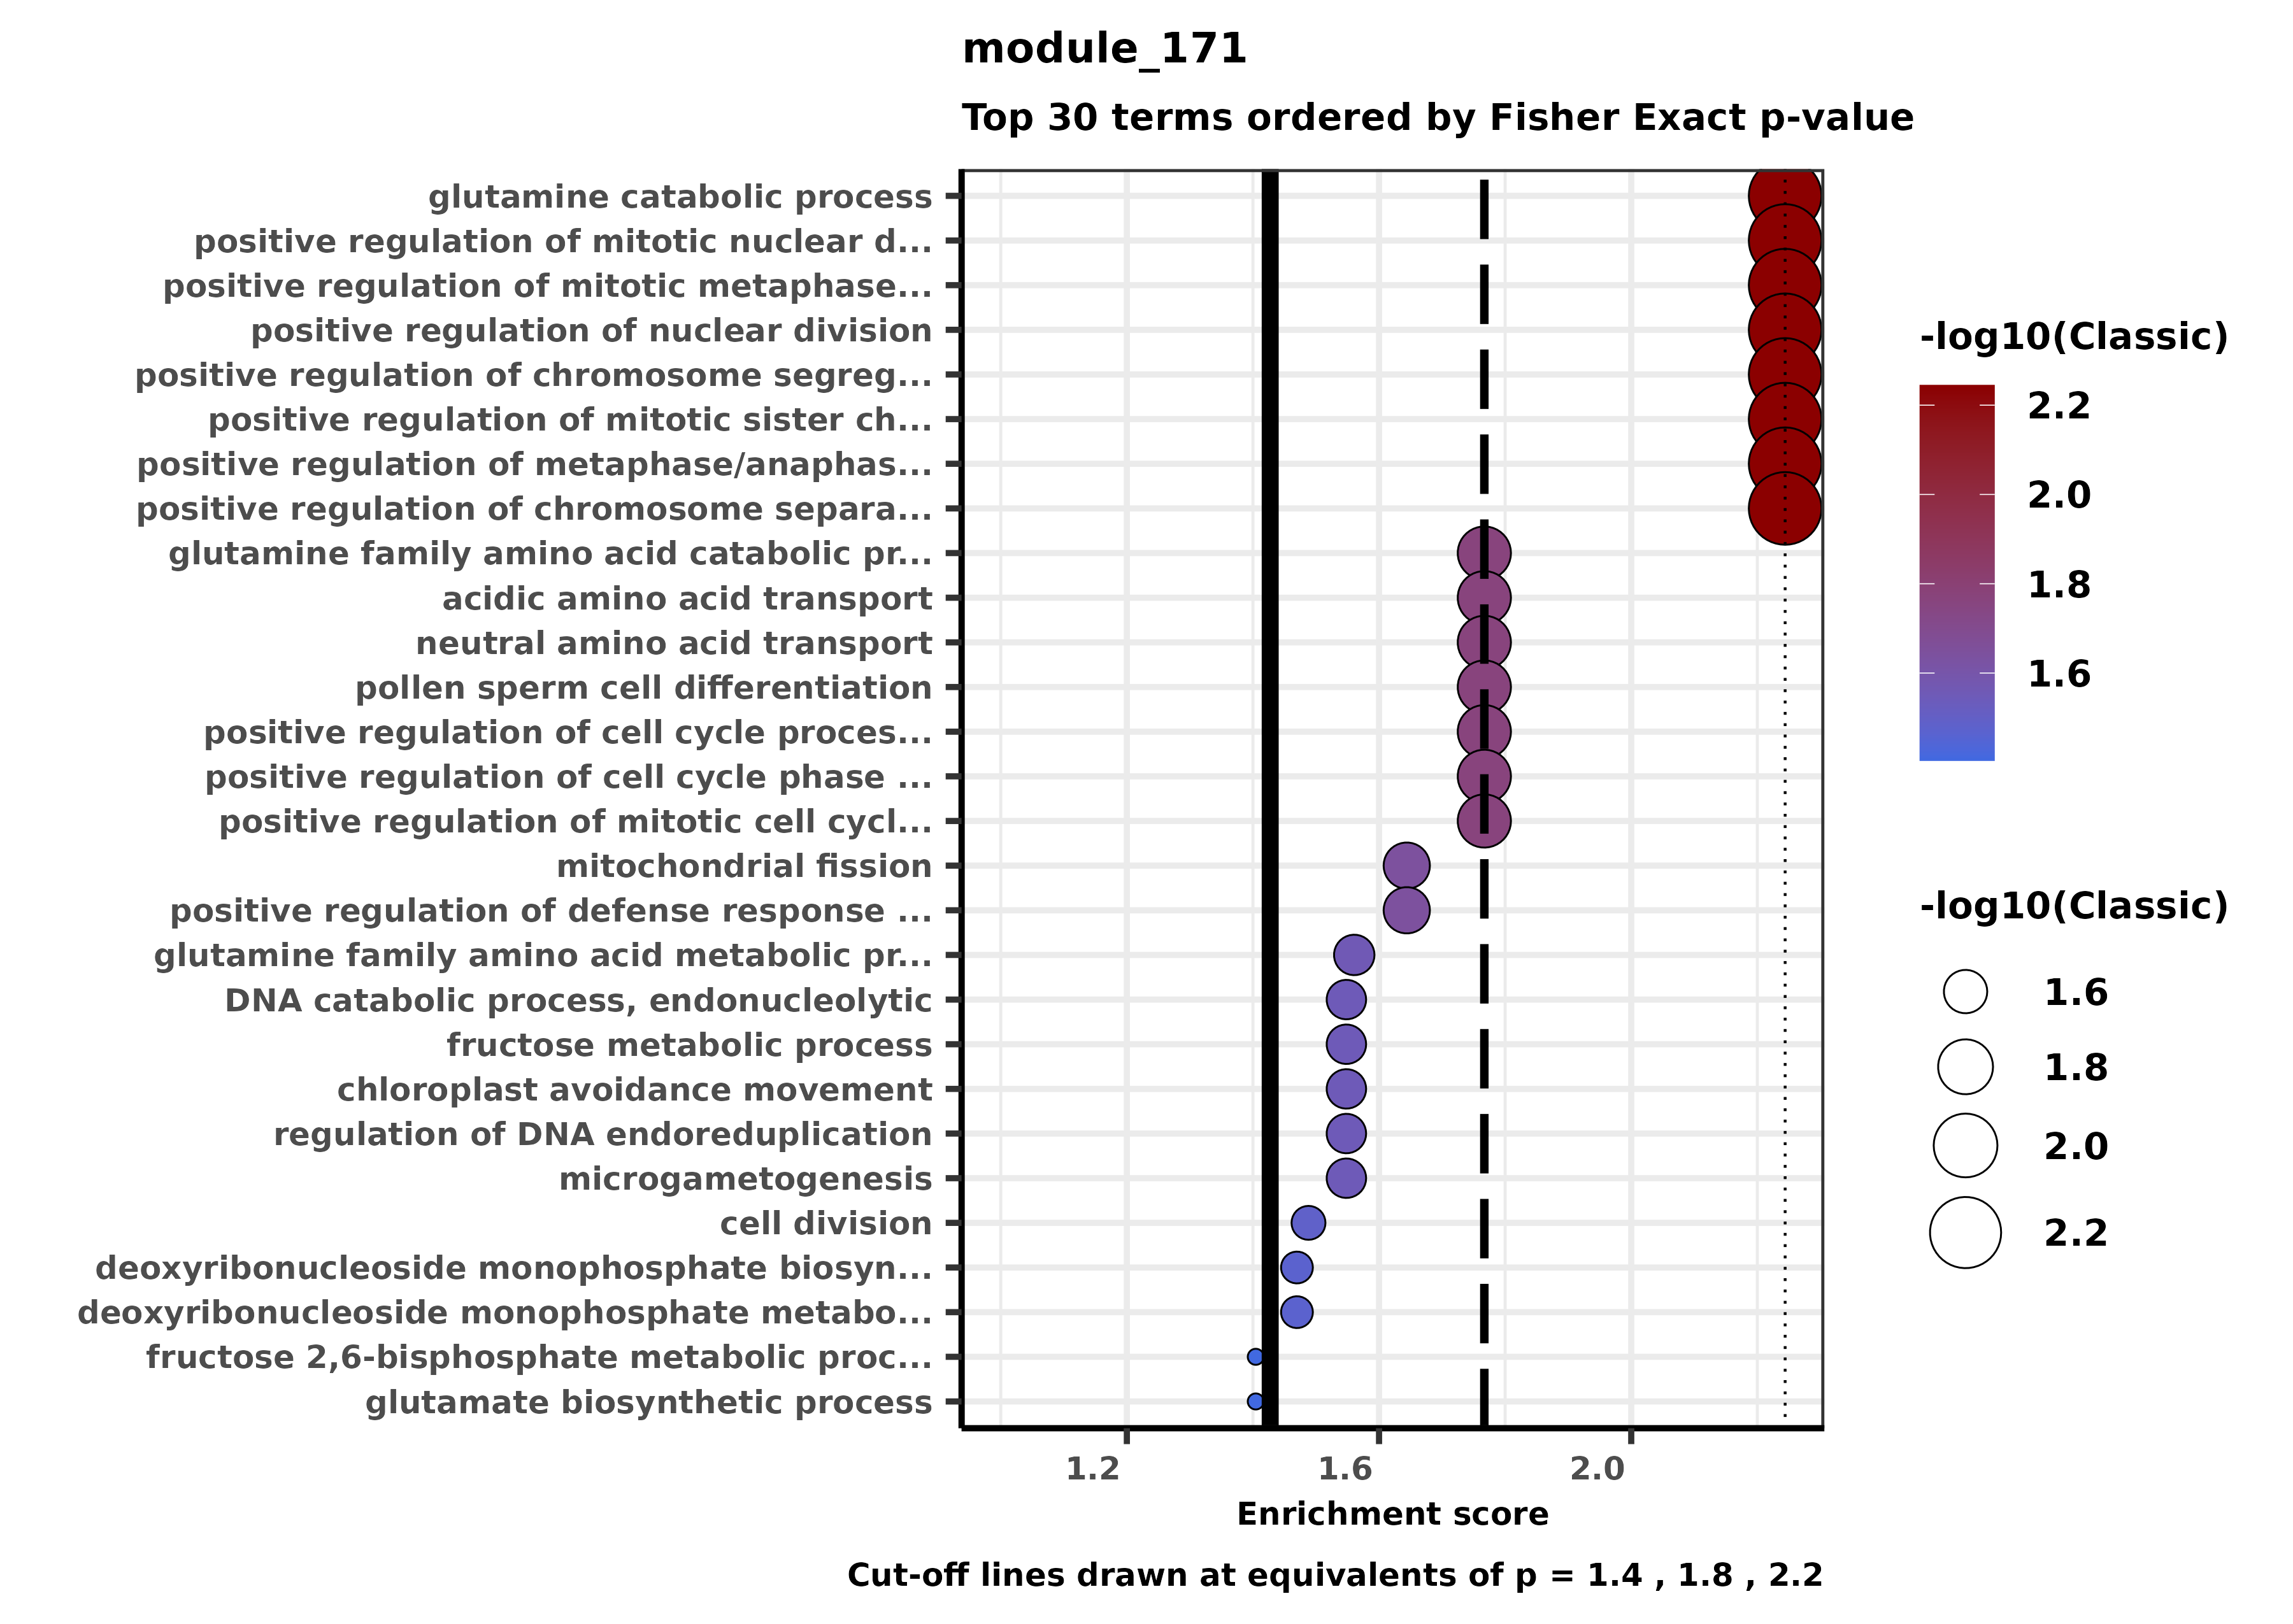 module_171
Top 30 terms ordered by Fisher Exact p-value
glutamine catabolic process
positive regulation of mitotic nuclear d...
positive regulation of mitotic metaphase...
positive regulation of nuclear division
positive regulation of chromosome segreg...
positive regulation of mitotic sister ch...
positive regulation of metaphase/anaphas...
positive regulation of chromosome separa...
glutamine family amino acid catabolic pr...
acidic amino acid transport
neutral amino acid transport
pollen sperm cell differentiation
positive regulation of cell cycle proces...
positive regulation of cell cycle phase ...
positive regulation of mitotic cell cycl...
mitochondrial fission
positive regulation of defense response ...
glutamine family amino acid metabolic pr...
DNA catabolic process, endonucleolytic
fructose metabolic process
chloroplast avoidance movement
regulation of DNA endoreduplication
microgametogenesis
cell division
deoxyribonucleoside monophosphate biosyn...
deoxyribonucleoside monophosphate metabo...
fructose 2,6-bisphosphate metabolic proc...
glutamate biosynthetic process
1.2 1.6 2.0
Enrichment score
Cut-off lines drawn at equivalents of p = 1.4 , 1.8 , 2.2
-log10(Classic)
2.2
2.0
1.8
1.6
-log10(Classic)
1.6
1.8
2.0
2.2